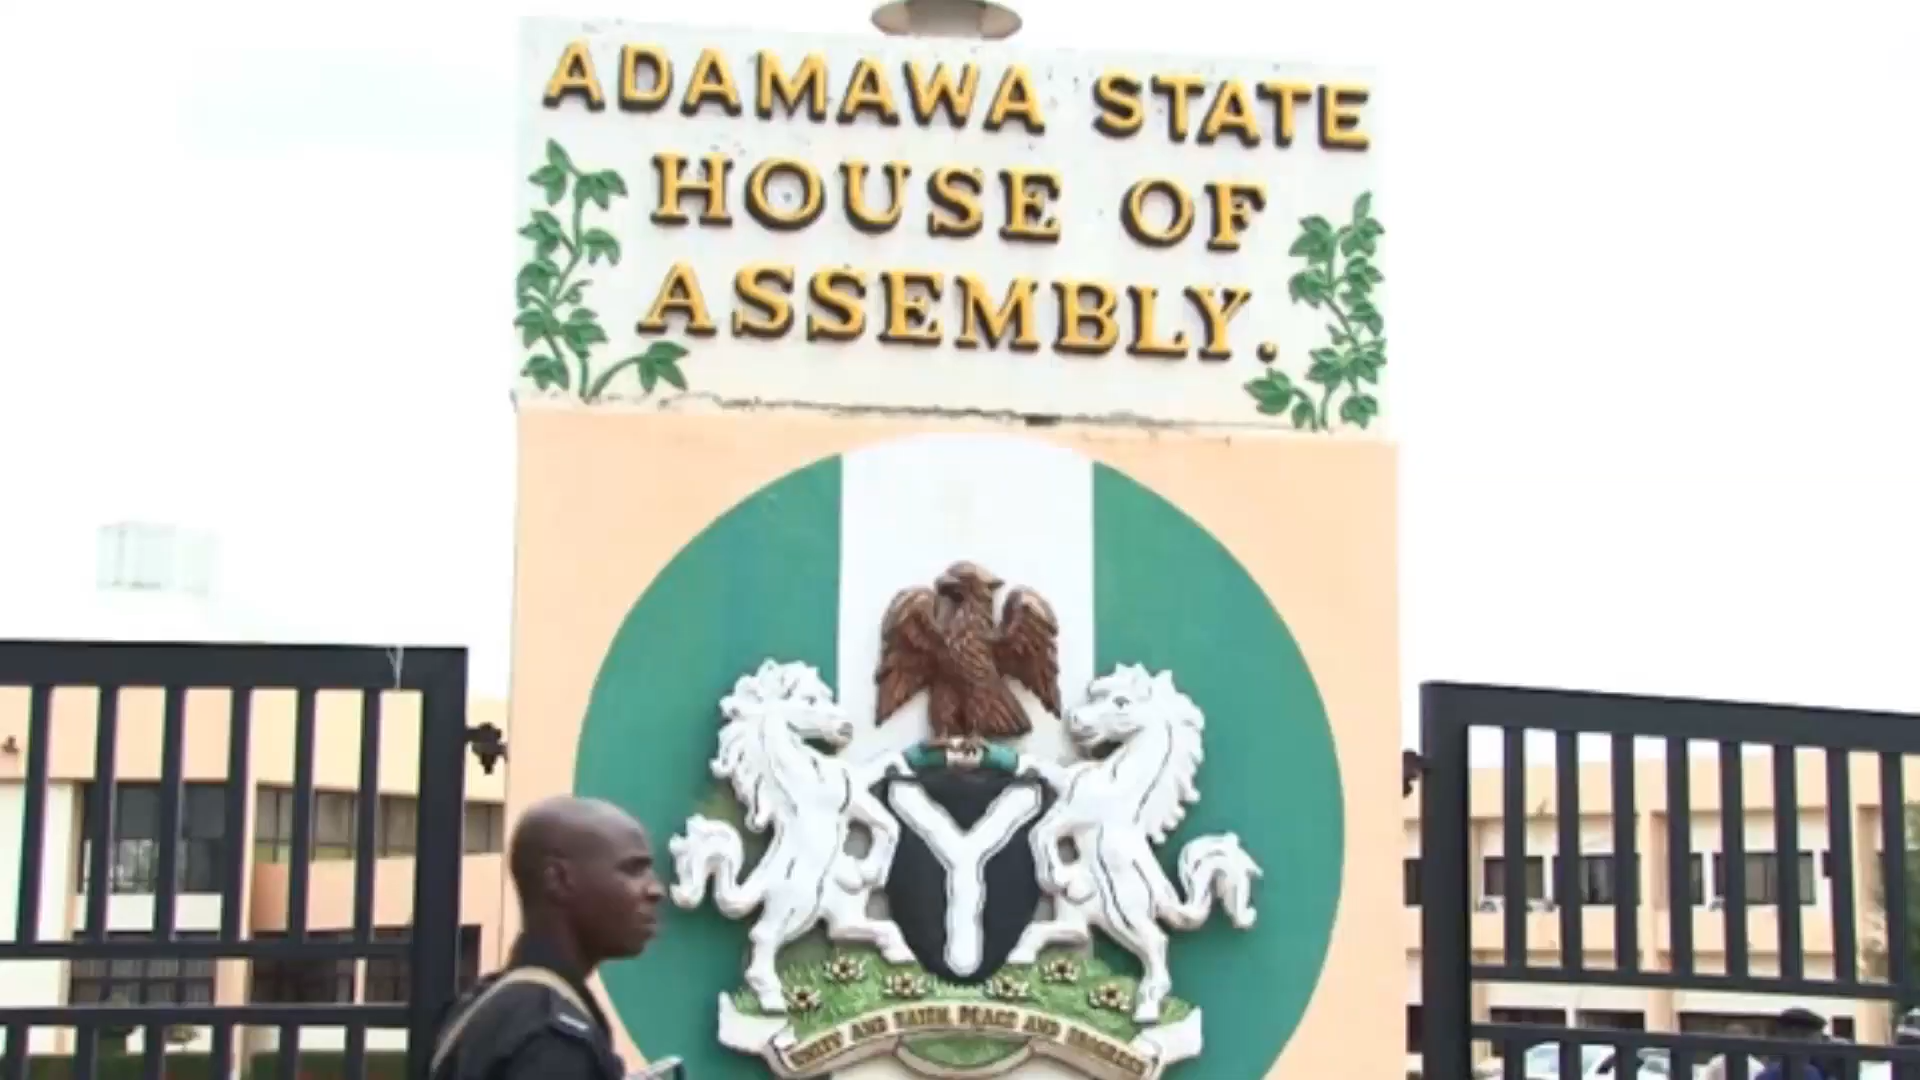 ADAMAWA STATE
HOUSE OF
ASSEMBLY.
UNITY AND FAITH, PEACE AND PROGRESS